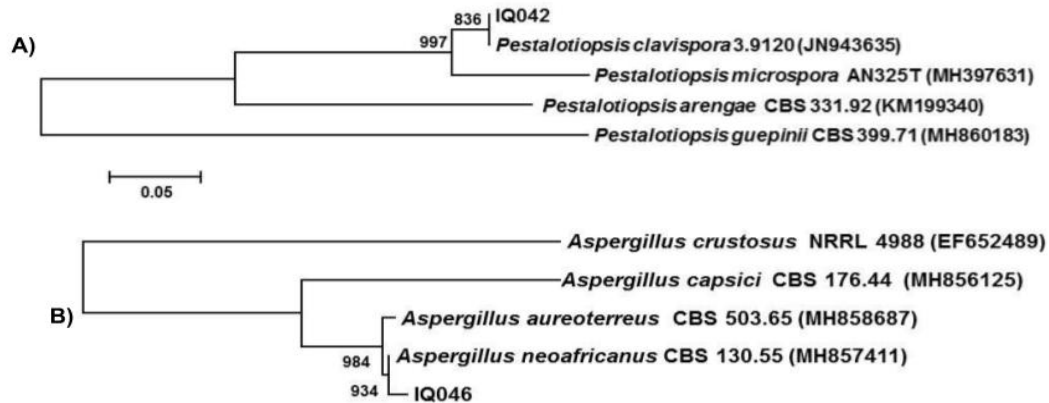 A)
836
IQ042
997
Pestalotiopsis clavispora 3.9120 (JN943635)
Pestalotiopsis microspora AN325T (MH397631)
Pestalotiopsis arengae CBS 331.92 (KM199340)
Pestalotiopsis guepinii CBS 399.71 (MH860183)
0.05
Aspergillus crustosus NRRL 4988 (EF652489)
Aspergillus capsici CBS 176.44 (MH856125)
B)
Aspergillus aureoterreus CBS 503.65 (MH858687)
984
Aspergillus neoafricanus CBS 130.55 (MH857411)
934
IQ046